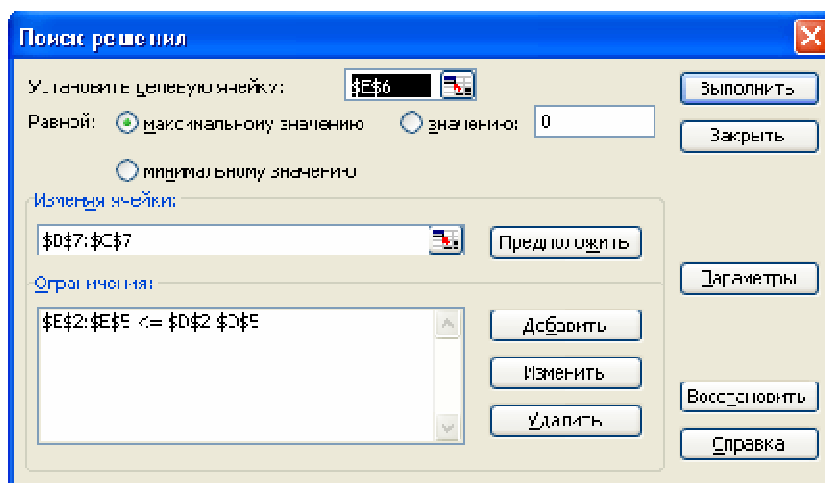 Поиск решения
Установите целевую ячейку: $E$6
Равной: максимальному значению значению: 0
минимальному значению
Изменяя ячейки:
$B$7:$C$7
Предположить
Ограничения:
$E$2:$E$5 <= $D$2:$D$5
Добавить
Изменить
Удалить
Выполнить
Закрыть
Параметры
Восстановить
Справка